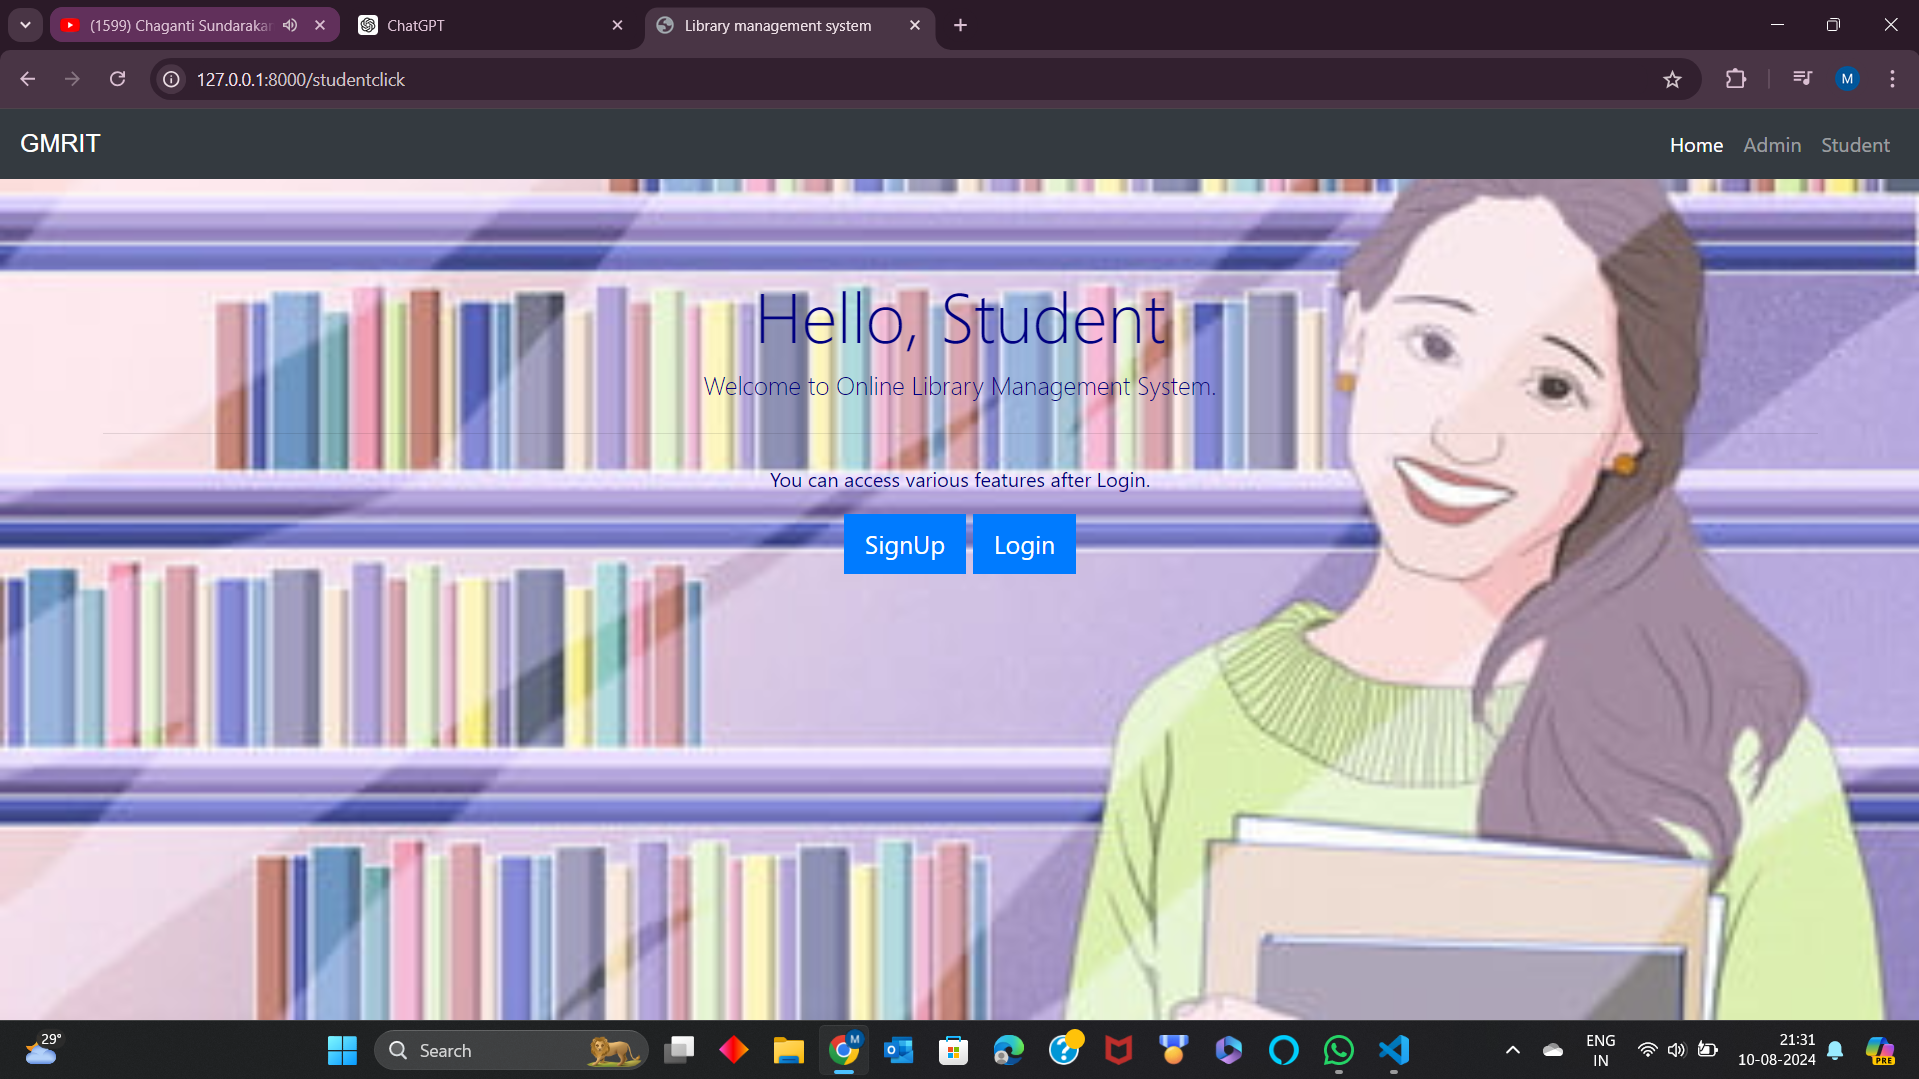 (1599) Chaganti Sundarakan
ChatGPT
Library management system
127.0.0.1:8000/studentclick
M
GMRIT
Home Admin Student
Hello, Student
Welcome to Online Library Management System.
You can access various features after Login.
SignUp Login
29°
Search
M
ENG
IN
21:31
10-08-2024
PRE